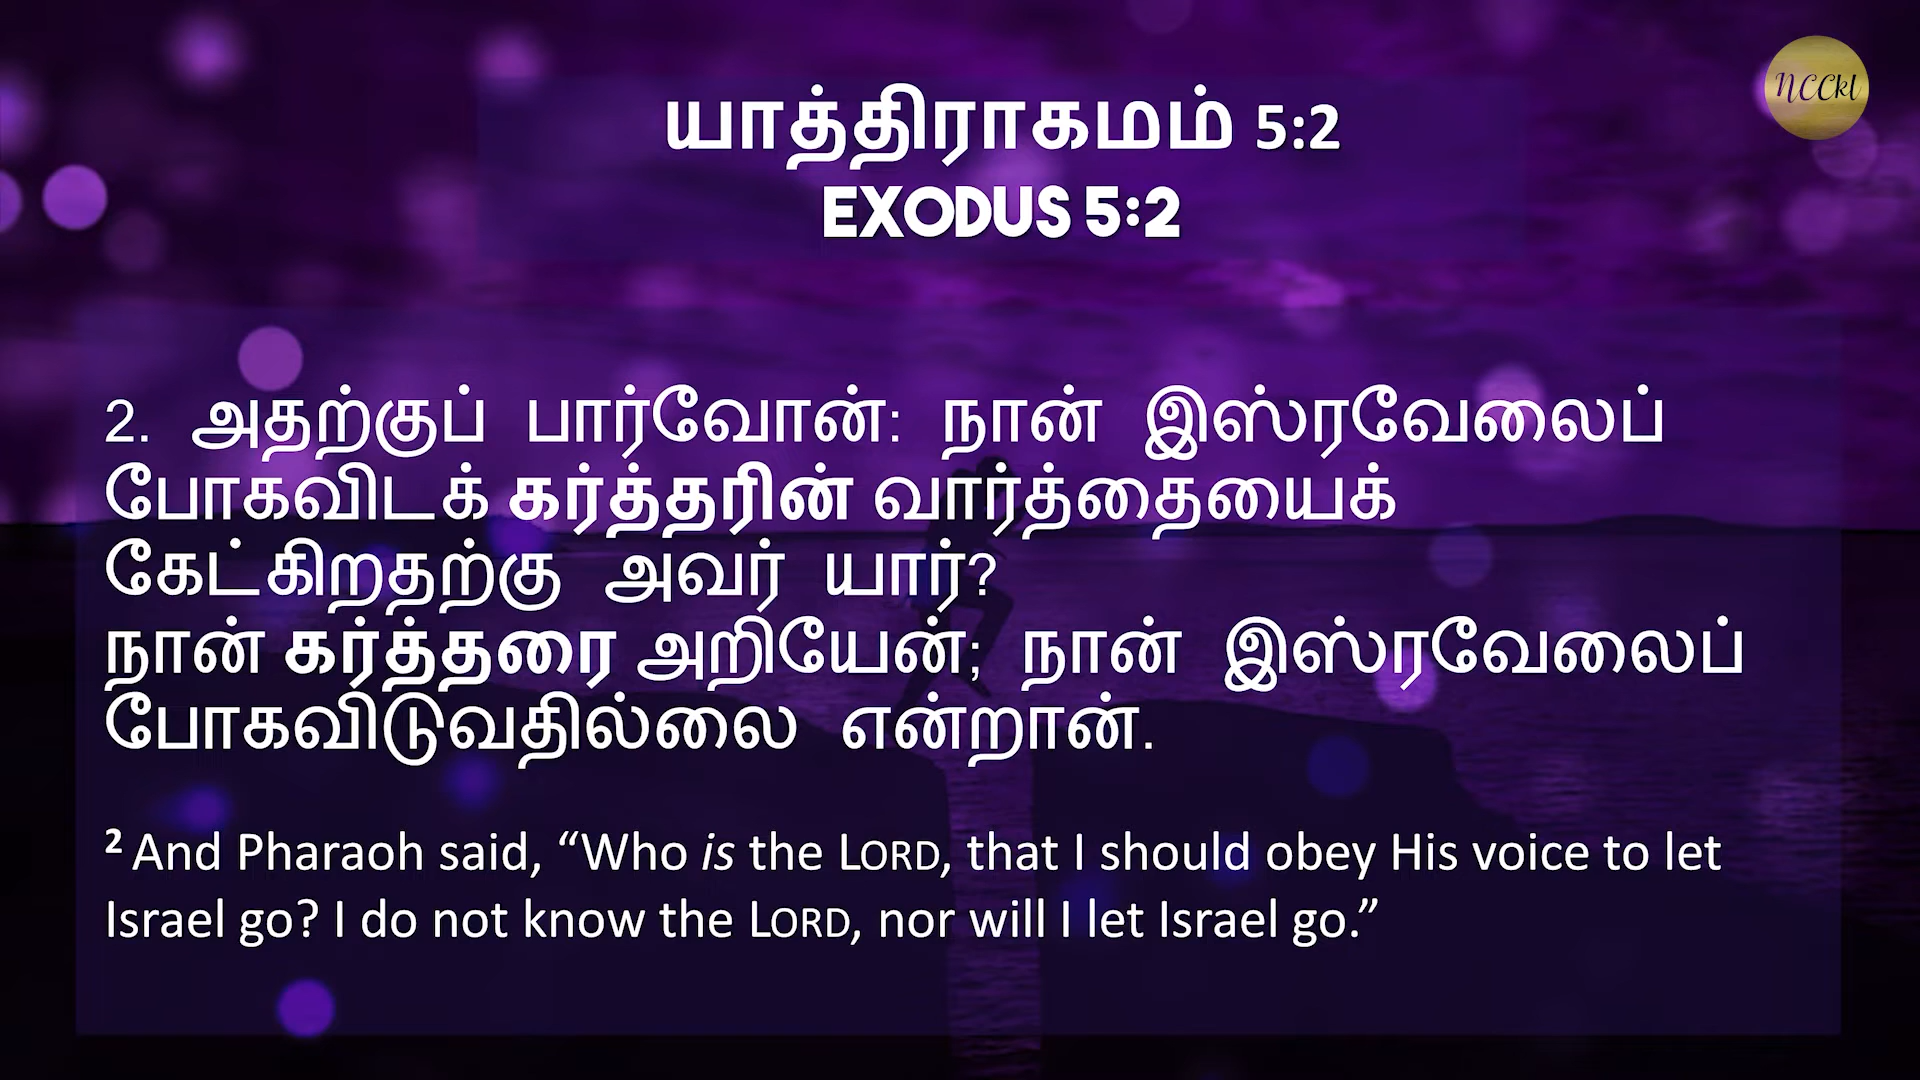 யாத்திராகமம் 5:2
EXODUS 5:2
NCCkl
2. அதற்குப் பார்வோன்: நான் இஸ்ரவேலைப்
போகவிடக் கர்த்தரின் வார்த்தையைக்
கேட்கிறதற்கு அவர் யார்?
நான் கர்த்தரை அறியேன்; நான் இஸ்ரவேலைப்
போகவிடுவதில்லை என்றான்.
2 And Pharaoh said, “Who is the LORD, that I should obey His voice to let
Israel go? I do not know the LORD, nor will I let Israel go.”